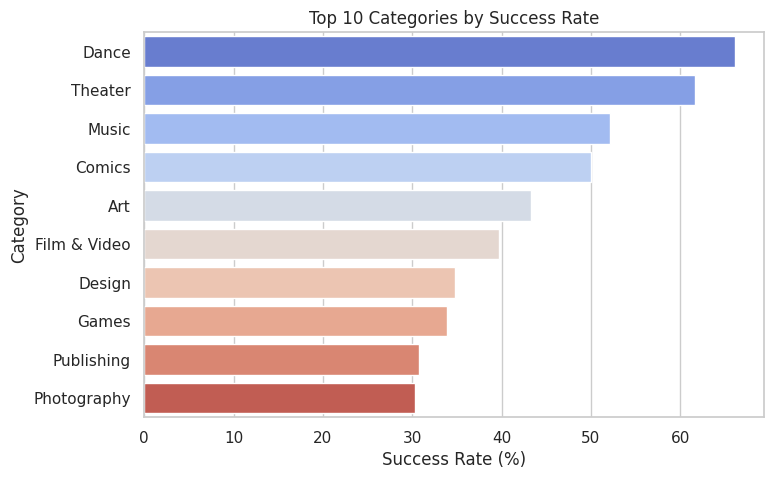 Top 10 Categories by Success Rate
Category
Dance
Theater
Music
Comics
Art
Film & Video
Design
Games
Publishing
Photography
0 10 20 30 40 50 60
Success Rate (%)